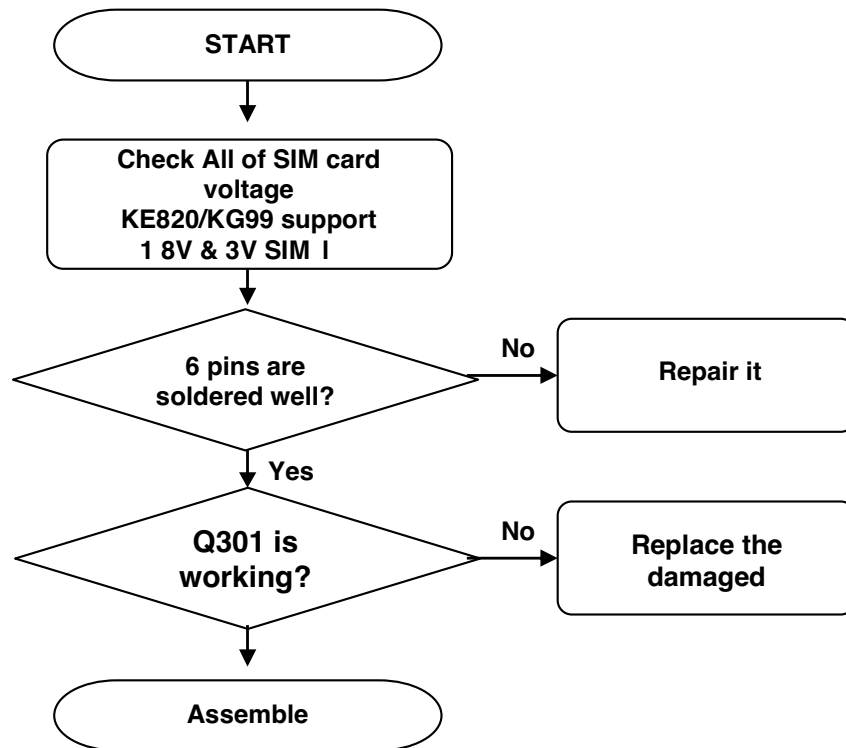 START
Check All of SIM card
voltage
KE820/KG99 support
1 8V & 3V SIM I
6 pins are
soldered well?
No
Repair it
Yes
Q301 is
working?
No
Replace the
damaged
Assemble